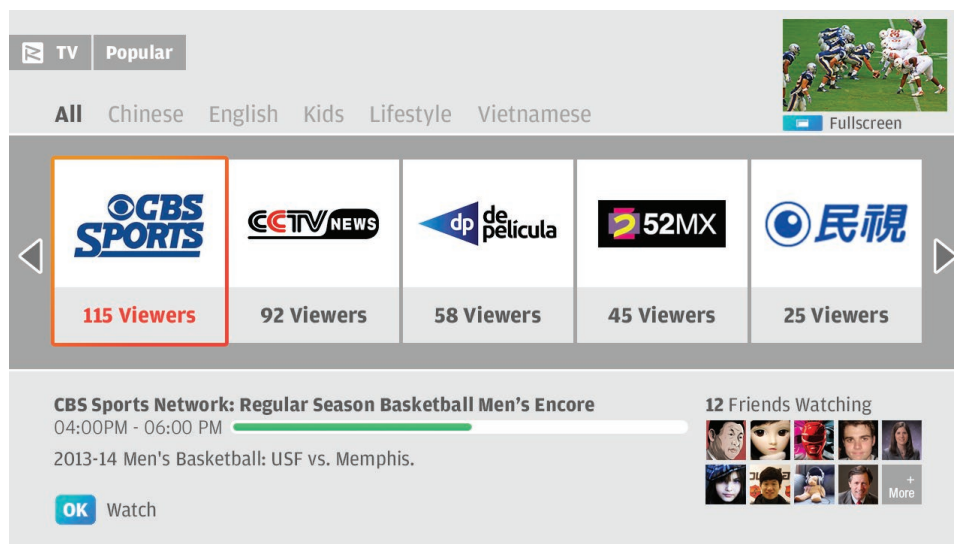 TV Popular
All Chinese English Kids Lifestyle Vietnamese
Fullscreen
CBS SPORTS
CCTV NEWS
dp de película
52MX
民視
115 Viewers
92 Viewers
58 Viewers
45 Viewers
25 Viewers
CBS Sports Network: Regular Season Basketball Men's Encore
04:00PM - 06:00 PM
2013-14 Men's Basketball: USF vs. Memphis.
OK Watch
12 Friends Watching
+
More